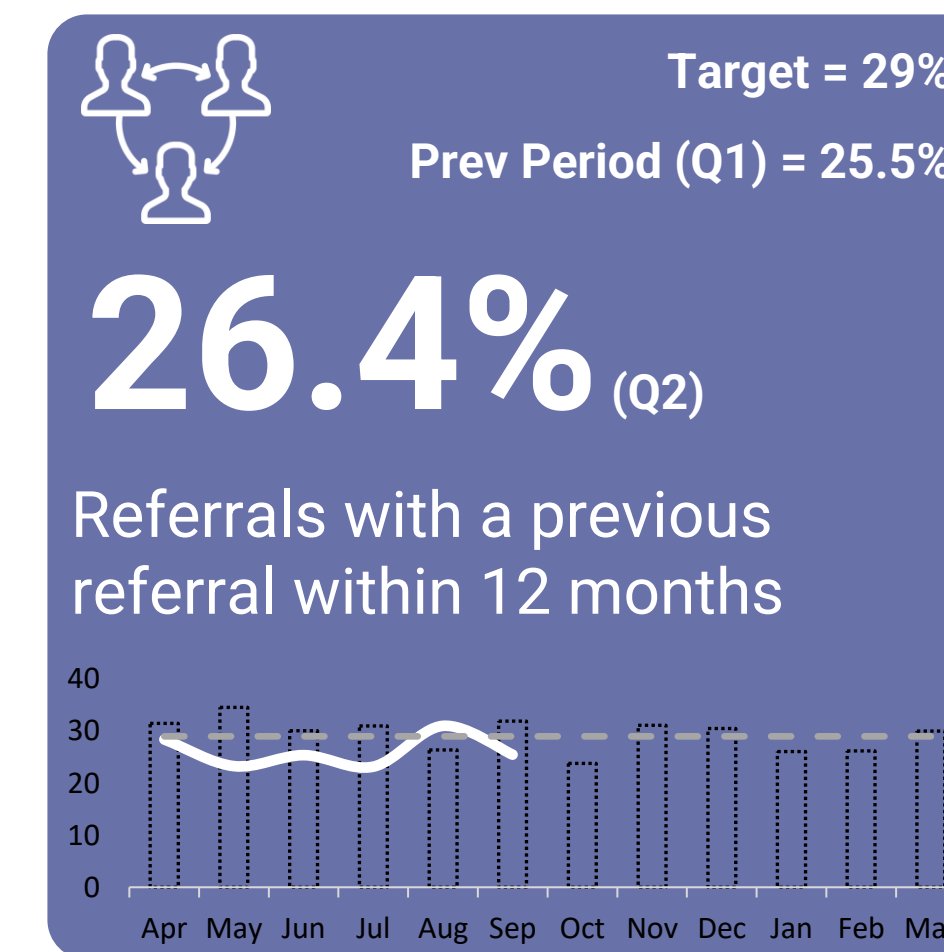 Target = 29%
Prev Period (Q1) = 25.5%
26.4% (Q2)
Referrals with a previous
referral within 12 months
40
30
20
10
0
Apr May Jun Jul Aug Sep Oct Nov Dec Jan Feb Ma